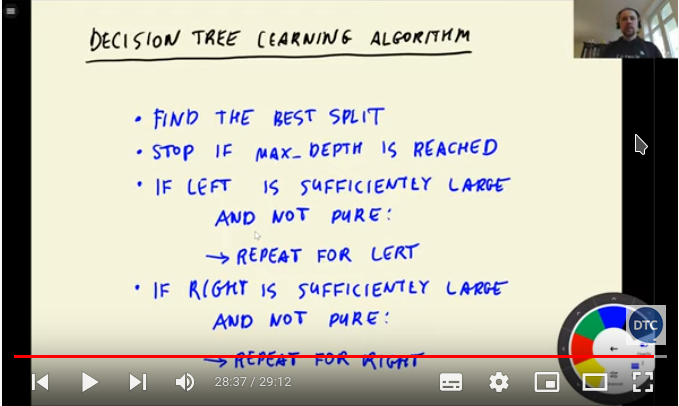 DECISION TREE LEARNING ALGORITHM
• FIND THE BEST SPLIT
• STOP IF MAX_DEPTH IS REACHED
• IF LEFT IS SUFFICIENTLY LARGE
AND NOT PURE:
→ REPEAT FOR LERT
• IF RIGHT IS SUFFICIENTLY LARGE
AND NOT PURE:
→ REPEAT FOR RIGHT
DTC
28:37 / 29:12